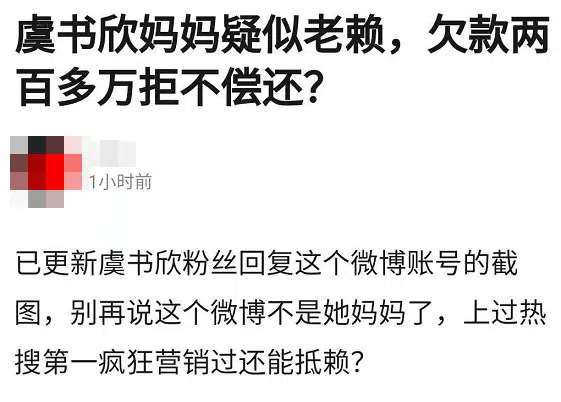 虞书欣妈妈疑似老赖，欠款两
百多万拒不偿还？
1小时前
已更新虞书欣粉丝回复这个微博账号的截
图，别再说这个微博不是她妈妈了，上过热
搜第一疯狂营销过还能抵赖？